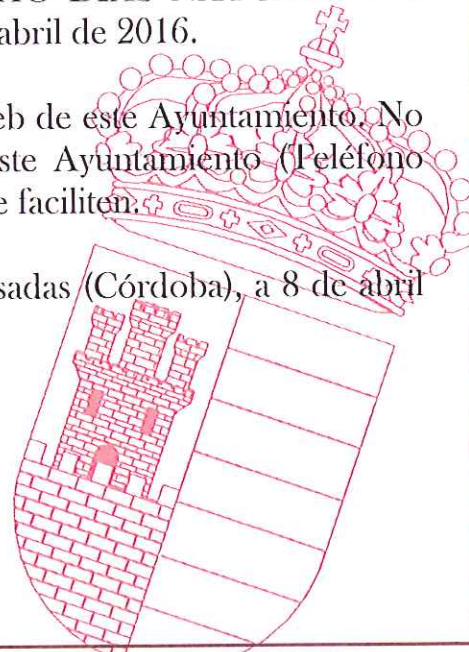 abril de 2016.
eb de este Ayuntamiento. No
ste Ayuntamiento (Teléfono
e faciliten.
sadas (Córdoba), a 8 de abril